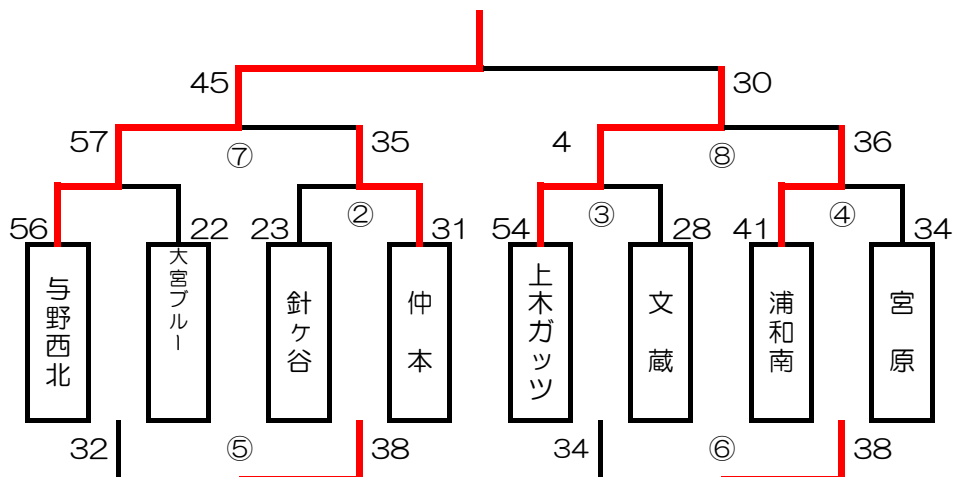 45 30
57 35 4 36
⑦ ⑧
56 22 23 ② 31 54 ③ 28 41 ④ 34
与野西北
大宮ブルー
針ヶ谷
仲本
上木ガッツ
文蔵
浦和南
宮原
32 ⑤ 38 34 ⑥ 38